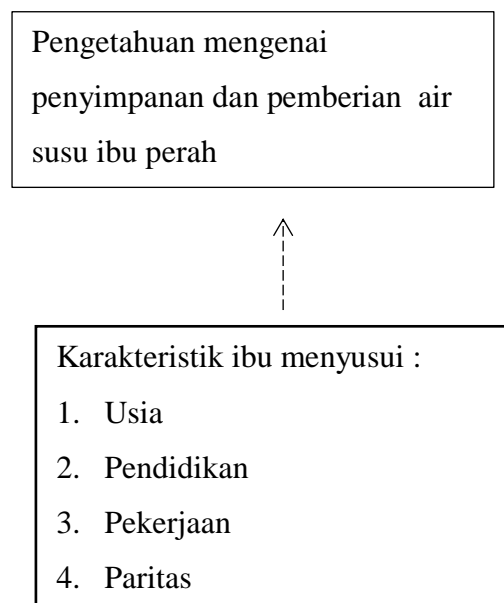 Pengetahuan mengenai
penyimpanan dan pemberian air
susu ibu perah
Karakteristik ibu menyusui :
1. Usia
2. Pendidikan
3. Pekerjaan
4. Paritas